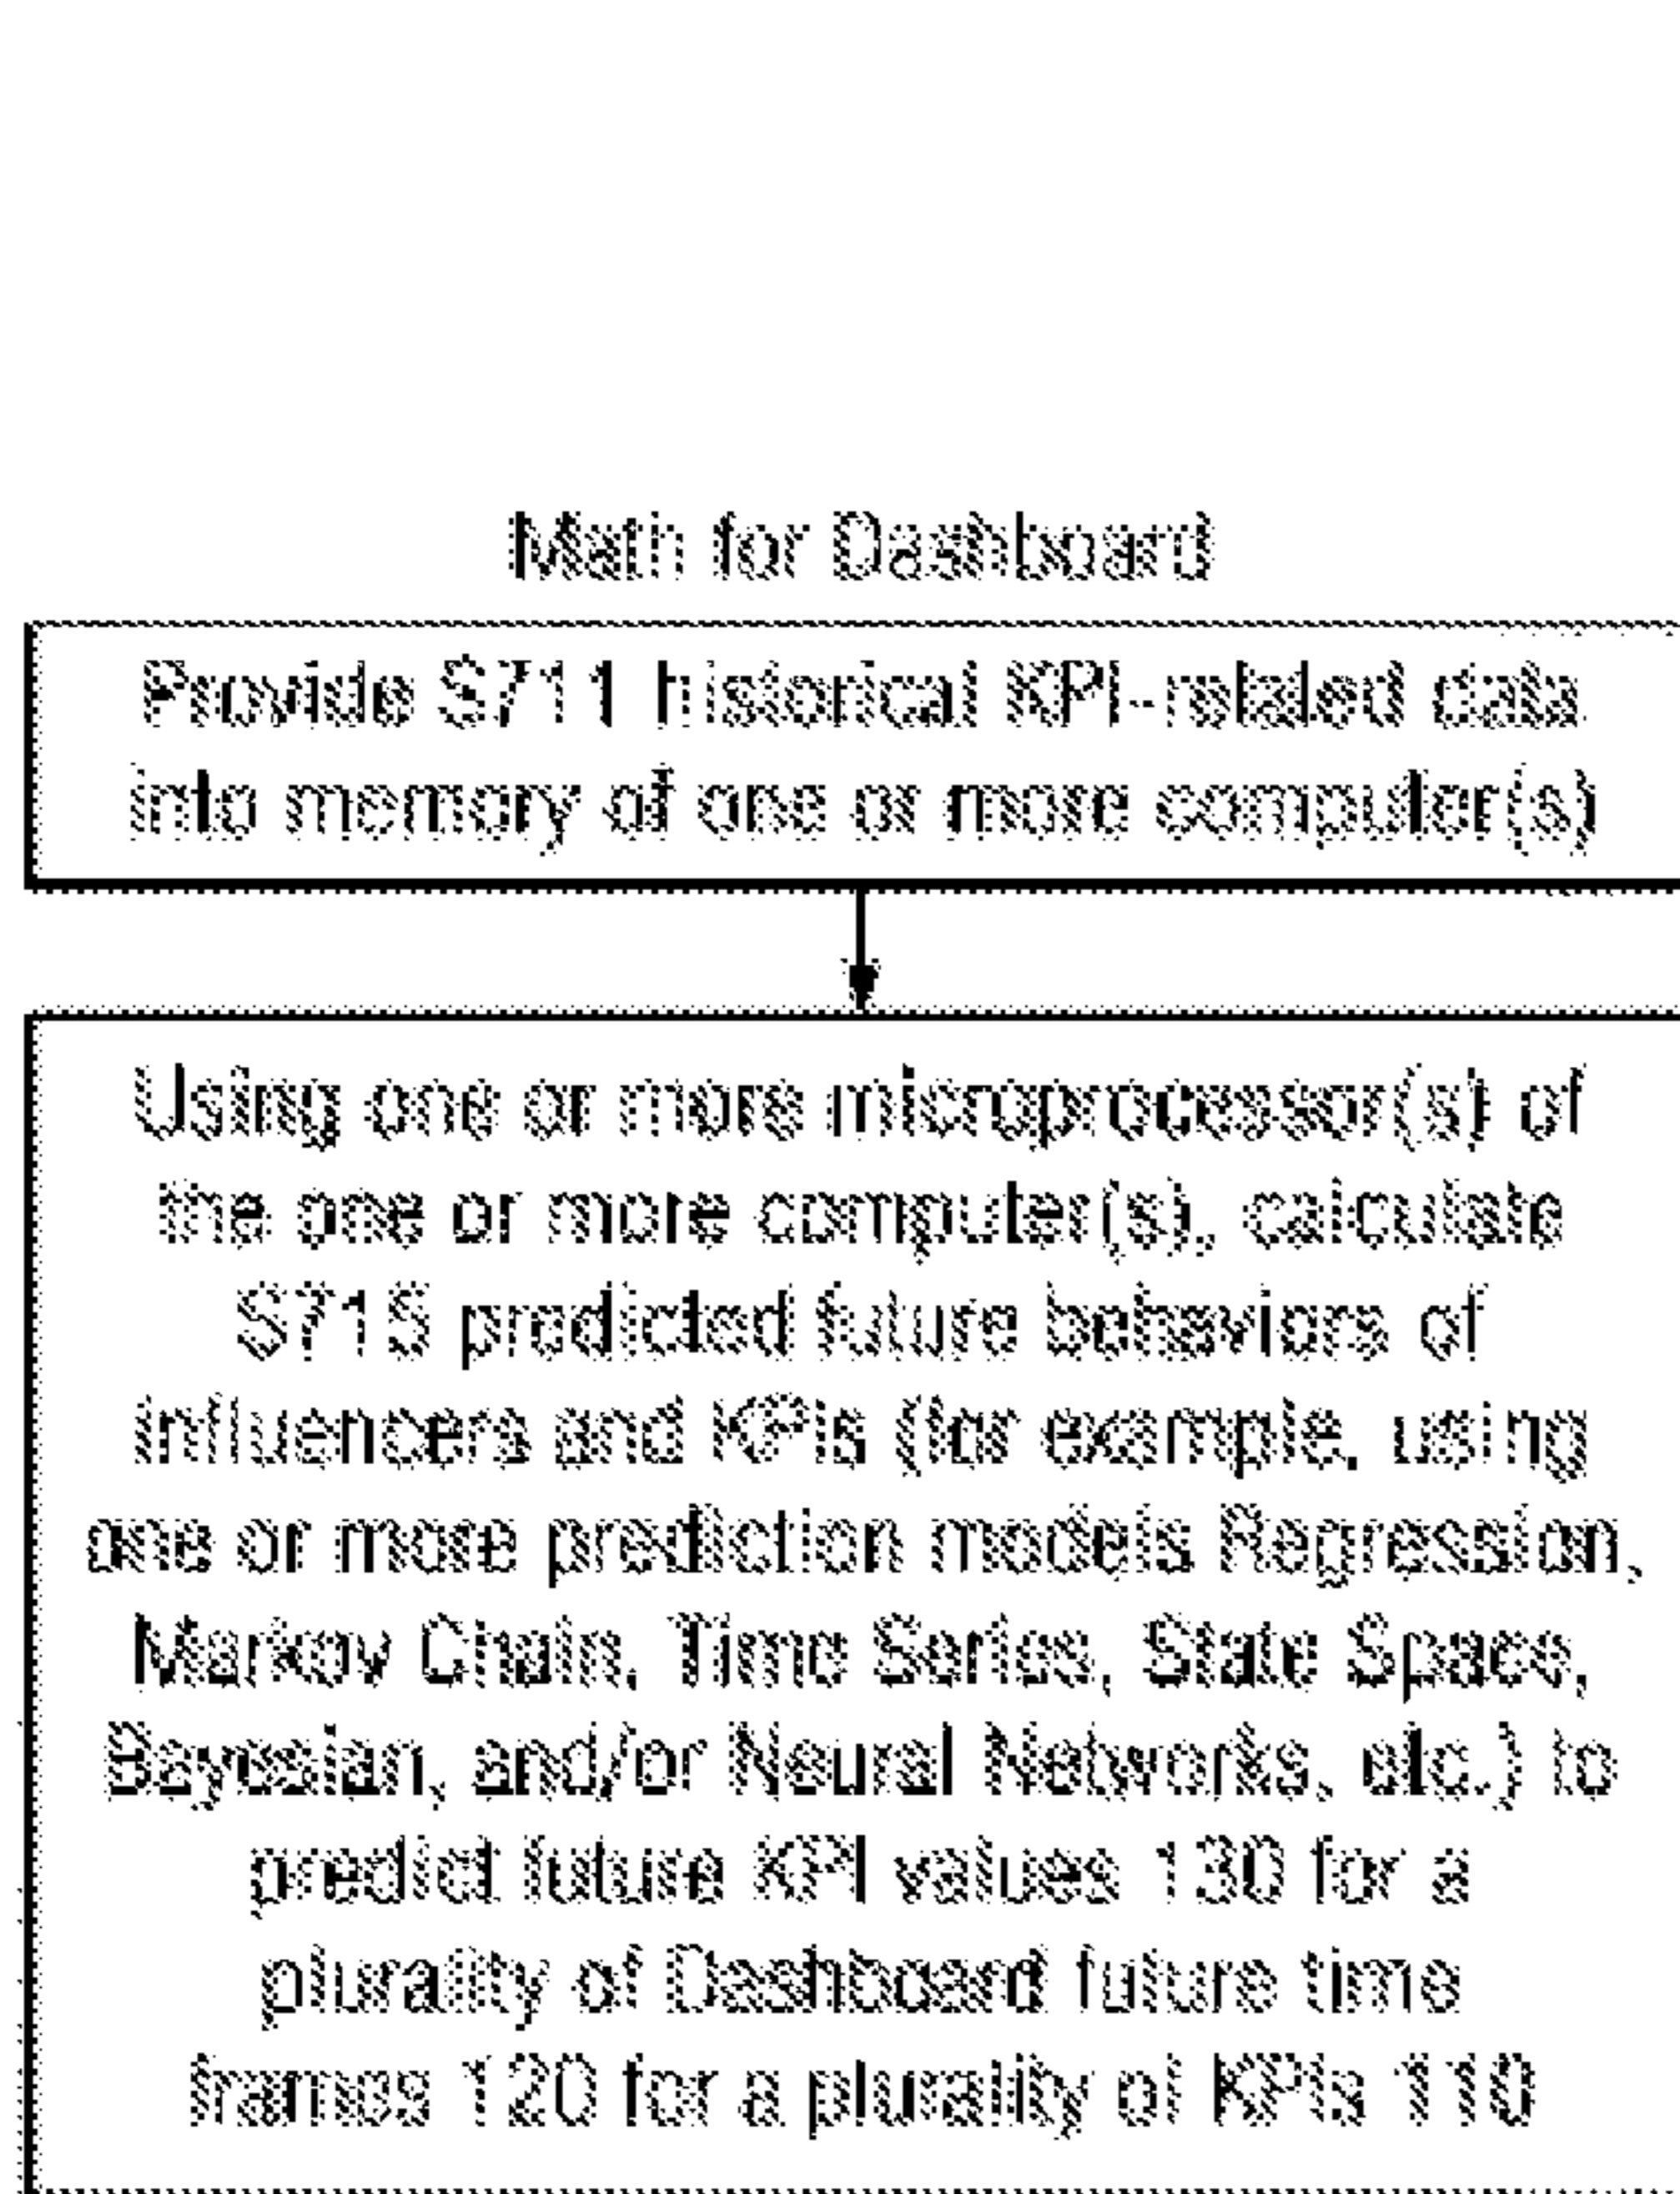 Math for Dashboard
Provide S711 historical KPI-related data
into memory of one or more computer(s)
Using one or more microprocessor(s) of
the one or more computer(s), calculate
S715 predicted future behaviors of
influencers and KPIs (for example, using
one or more prediction models Regression,
Markov Chain, Time Series, State Space,
Bayesian, and/or Neural Networks, etc.) to
predict future KPI values 130 for a
plurality of Dashboard future time
frames 120 for a plurality of KPIs 110